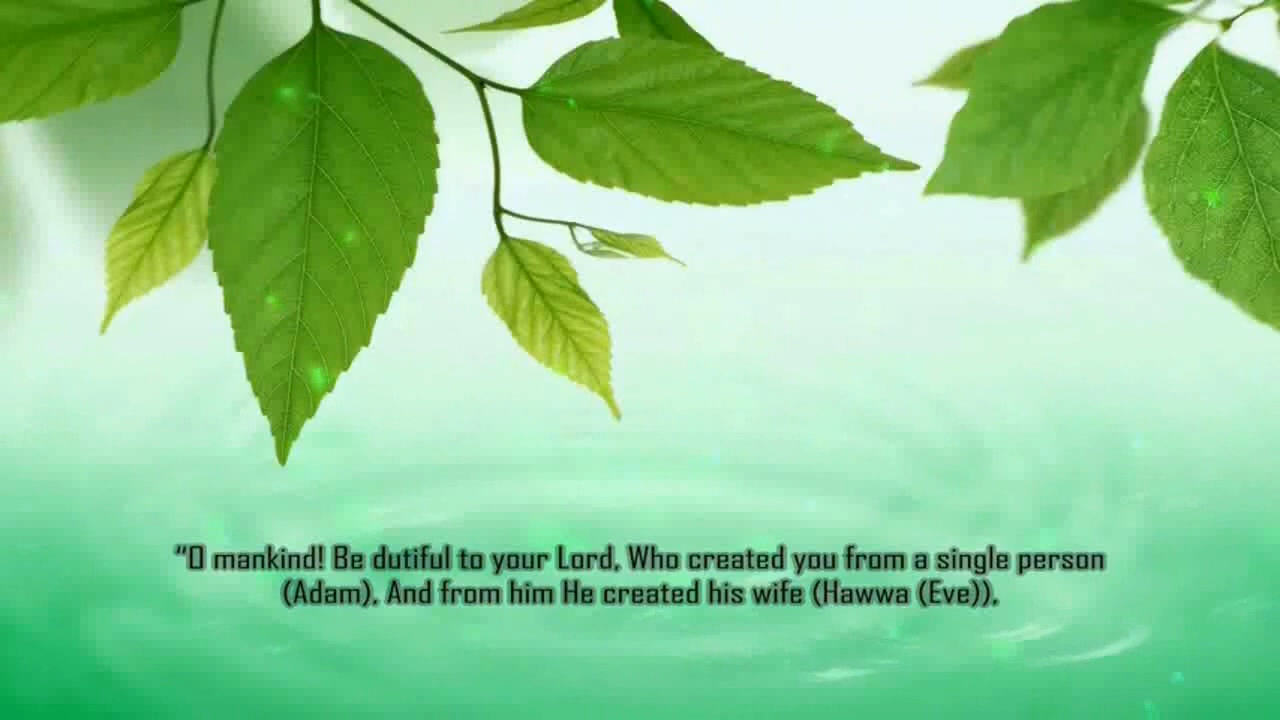 “O mankind! Be dutiful to your Lord, Who created you from a single person
(Adam), And from him He created his wife (Hawwa (Eve)),